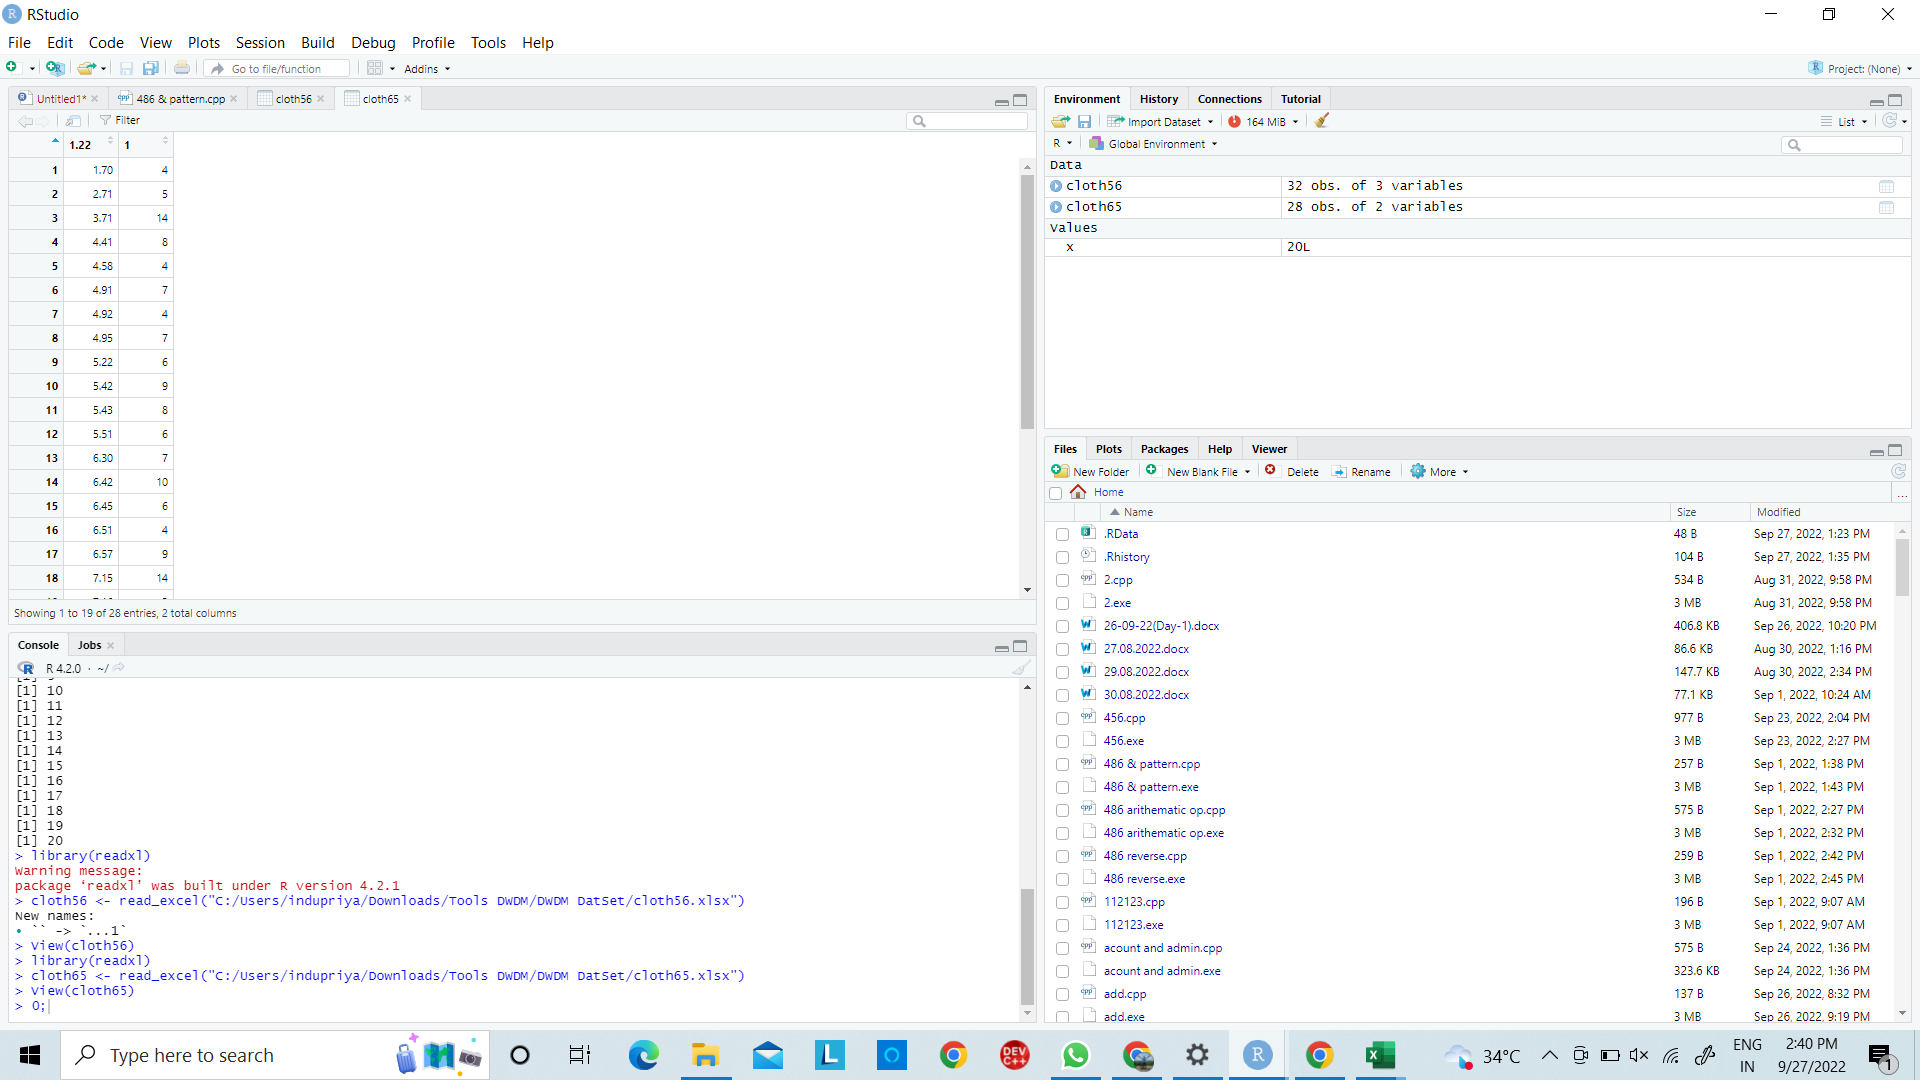 RStudio
File Edit Code View Plots Session Build Debug Profile Tools Help
Go to file/function Addins Project: (None)
Untitled1* 486 & pattern.cpp cloth56 cloth65
Filter
1.22 1
1 1.70 4
2 2.71 5
3 3.71 14
4 4.41 8
5 4.58 4
6 4.91 7
7 4.92 4
8 4.95 7
9 5.22 6
10 5.42 9
11 5.43 8
12 5.51 6
13 6.30 7
14 6.42 10
15 6.45 6
16 6.51 4
17 6.57 9
18 7.15 14
Showing 1 to 19 of 28 entries, 2 total columns
Console Jobs
R 4.2.0 · ~/
[1] 10
[1] 11
[1] 12
[1] 13
[1] 14
[1] 15
[1] 16
[1] 17
[1] 18
[1] 19
[1] 20
> library(readxl)
Warning message:
package ‘readxl’ was built under R version 4.2.1
> cloth56 <- read_excel("C:/Users/indupriya/Downloads/Tools DWDM/DWDM DatSet/cloth56.xlsx")
New names:
• `` -> `...1`
> View(cloth56)
> library(readxl)
> cloth65 <- read_excel("C:/Users/indupriya/Downloads/Tools DWDM/DWDM DatSet/cloth65.xlsx")
> View(cloth65)
> 0;
Environment History Connections Tutorial
Import Dataset 164 MiB List
R Global Environment
Data
cloth56 32 obs. of 3 variables
cloth65 28 obs. of 2 variables
Values
x 20L
Files Plots Packages Help Viewer
New Folder New Blank File Delete Rename More
Home ...
Name Size Modified
.RData 48 B Sep 27, 2022, 1:23 PM
.Rhistory 104 B Sep 27, 2022, 1:35 PM
2.cpp 534 B Aug 31, 2022, 9:58 PM
2.exe 3 MB Aug 31, 2022, 9:58 PM
26-09-22(Day-1).docx 406.8 KB Sep 26, 2022, 10:20 PM
27.08.2022.docx 86.6 KB Aug 30, 2022, 1:16 PM
29.08.2022.docx 147.7 KB Aug 30, 2022, 2:34 PM
30.08.2022.docx 77.1 KB Sep 1, 2022, 10:24 AM
456.cpp 977 B Sep 23, 2022, 2:04 PM
456.exe 3 MB Sep 23, 2022, 2:27 PM
486 & pattern.cpp 257 B Sep 1, 2022, 1:38 PM
486 & pattern.exe 3 MB Sep 1, 2022, 1:43 PM
486 arithematic op.cpp 575 B Sep 1, 2022, 2:27 PM
486 arithematic op.exe 3 MB Sep 1, 2022, 2:32 PM
486 reverse.cpp 259 B Sep 1, 2022, 2:42 PM
486 reverse.exe 3 MB Sep 1, 2022, 2:45 PM
112123.cpp 196 B Sep 1, 2022, 9:07 AM
112123.exe 3 MB Sep 1, 2022, 9:07 AM
acount and admin.cpp 575 B Sep 24, 2022, 1:36 PM
acount and admin.exe 323.6 KB Sep 24, 2022, 1:36 PM
add.cpp 137 B Sep 26, 2022, 8:32 PM
add.exe 3 MB Sep 26, 2022, 9:19 PM
Type here to search
DEV C++
34°C
ENG
IN
2:40 PM
9/27/2022
1